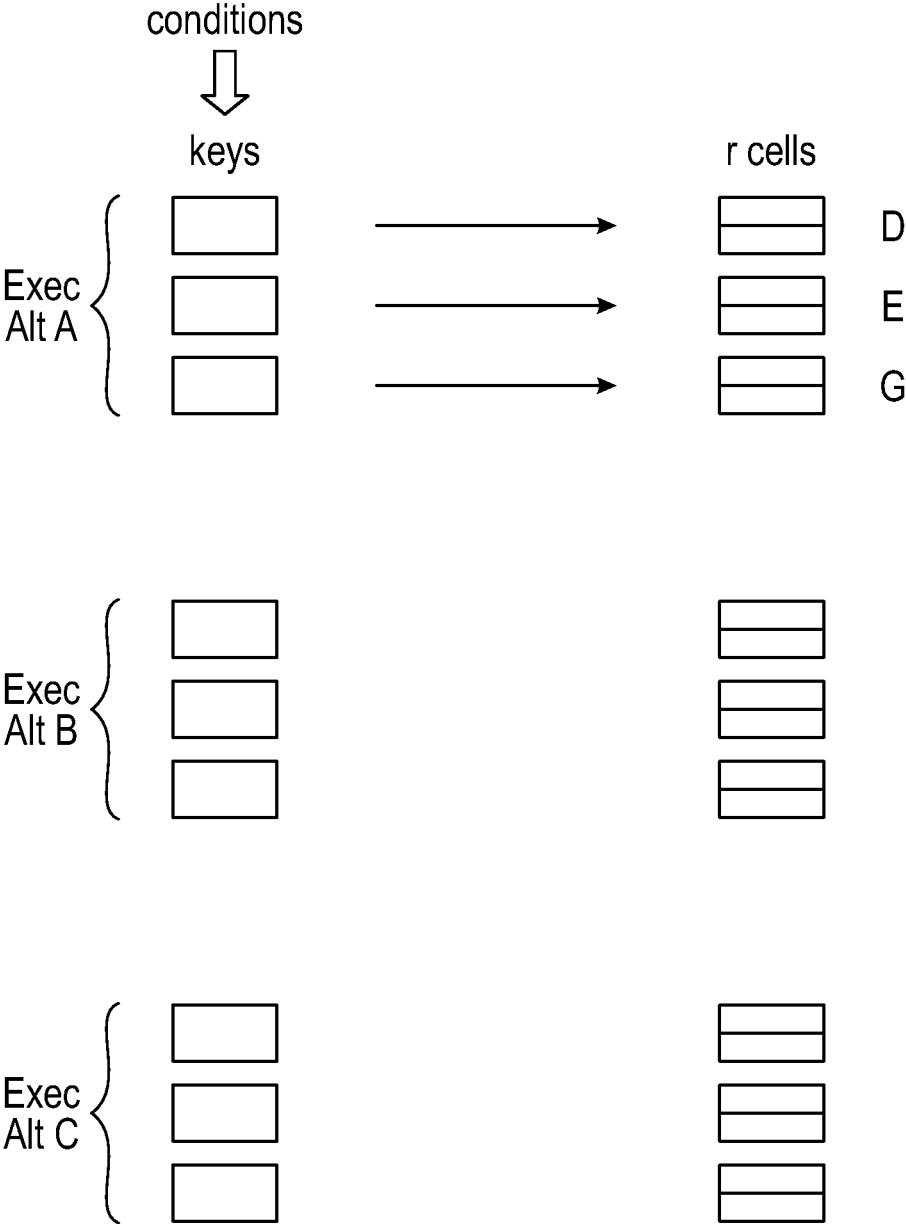 conditions
keys
r cells
D
Exec
Alt A
E
G
Exec
Alt B
Exec
Alt C